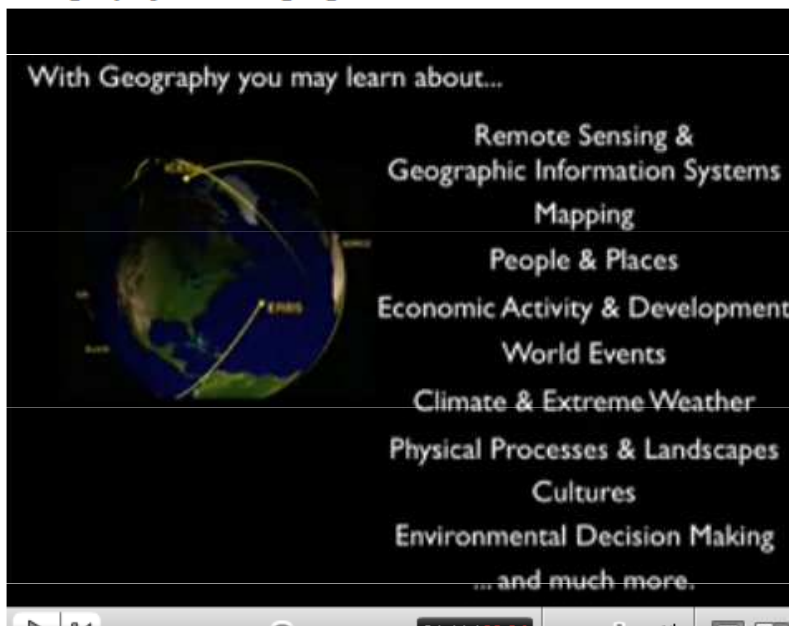 With Geography you may learn about...
Remote Sensing &
Geographic Information Systems
Mapping
People & Places
Economic Activity & Development
World Events
Climate & Extreme Weather
Physical Processes & Landscapes
Cultures
Environmental Decision Making
... and much more.
ERBS